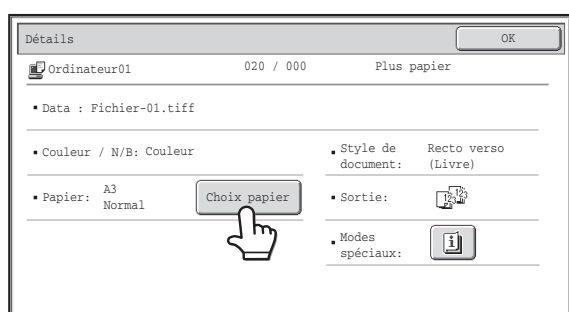 Détails
OK
Ordinateur01 020 / 000 Plus papier
Data : Fichier-01.tiff
Couleur / N/B: Couleur
Style de document: Recto verso (Livre)
Papier: A3 Normal
Choix papier
Sortie:
Modes spéciaux: